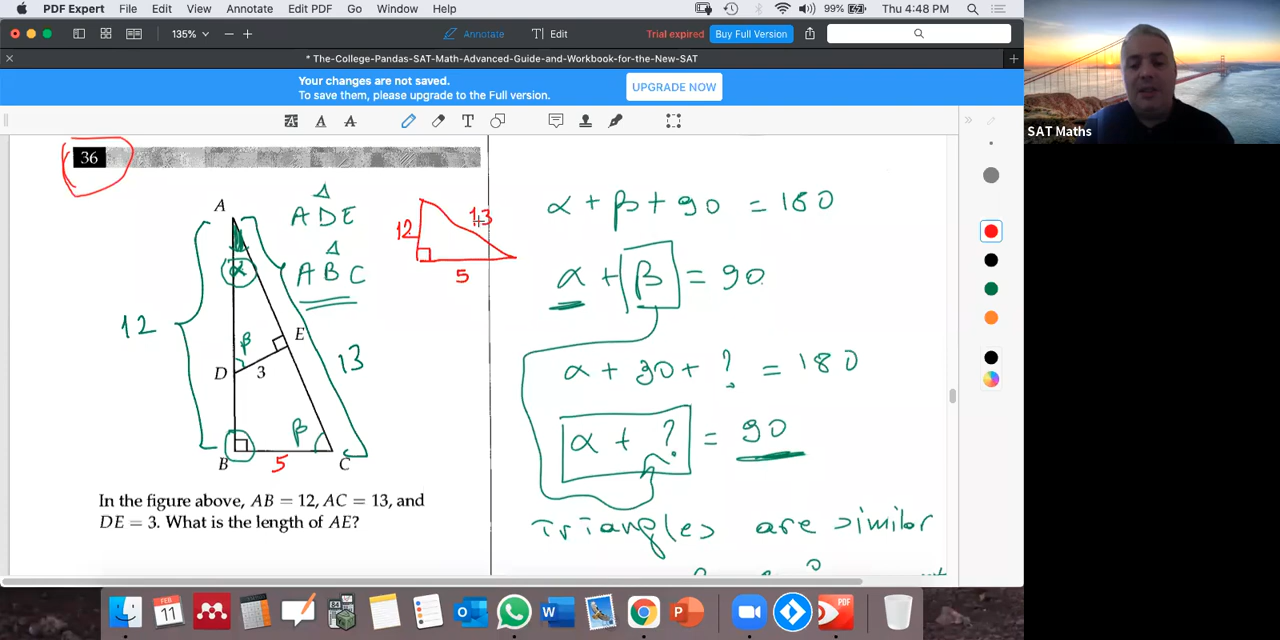 PDF Expert File Edit View Annotate Edit PDF Go Window Help 99% Thu 4:48 PM
135% Annotate Edit Trial expired Buy Full Version
* The-College-Pandas-SAT-Math-Advanced-Guide-and-Workbook-for-the-New-SAT
Your changes are not saved.
To save them, please upgrade to the Full version.
UPGRADE NOW
SAT Maths
36
A
Δ
ADE
Δ
ABC
α
12
13
β
E
D
3
B
5
β
C
12
13
5
α + β + 90 = 180
α + β = 90
α + 90 + ? = 180
α + ? = 90
Triangles are similar
In the figure above, AB = 12, AC = 13, and
DE = 3. What is the length of AE?
FEB
11
W
P
PDF